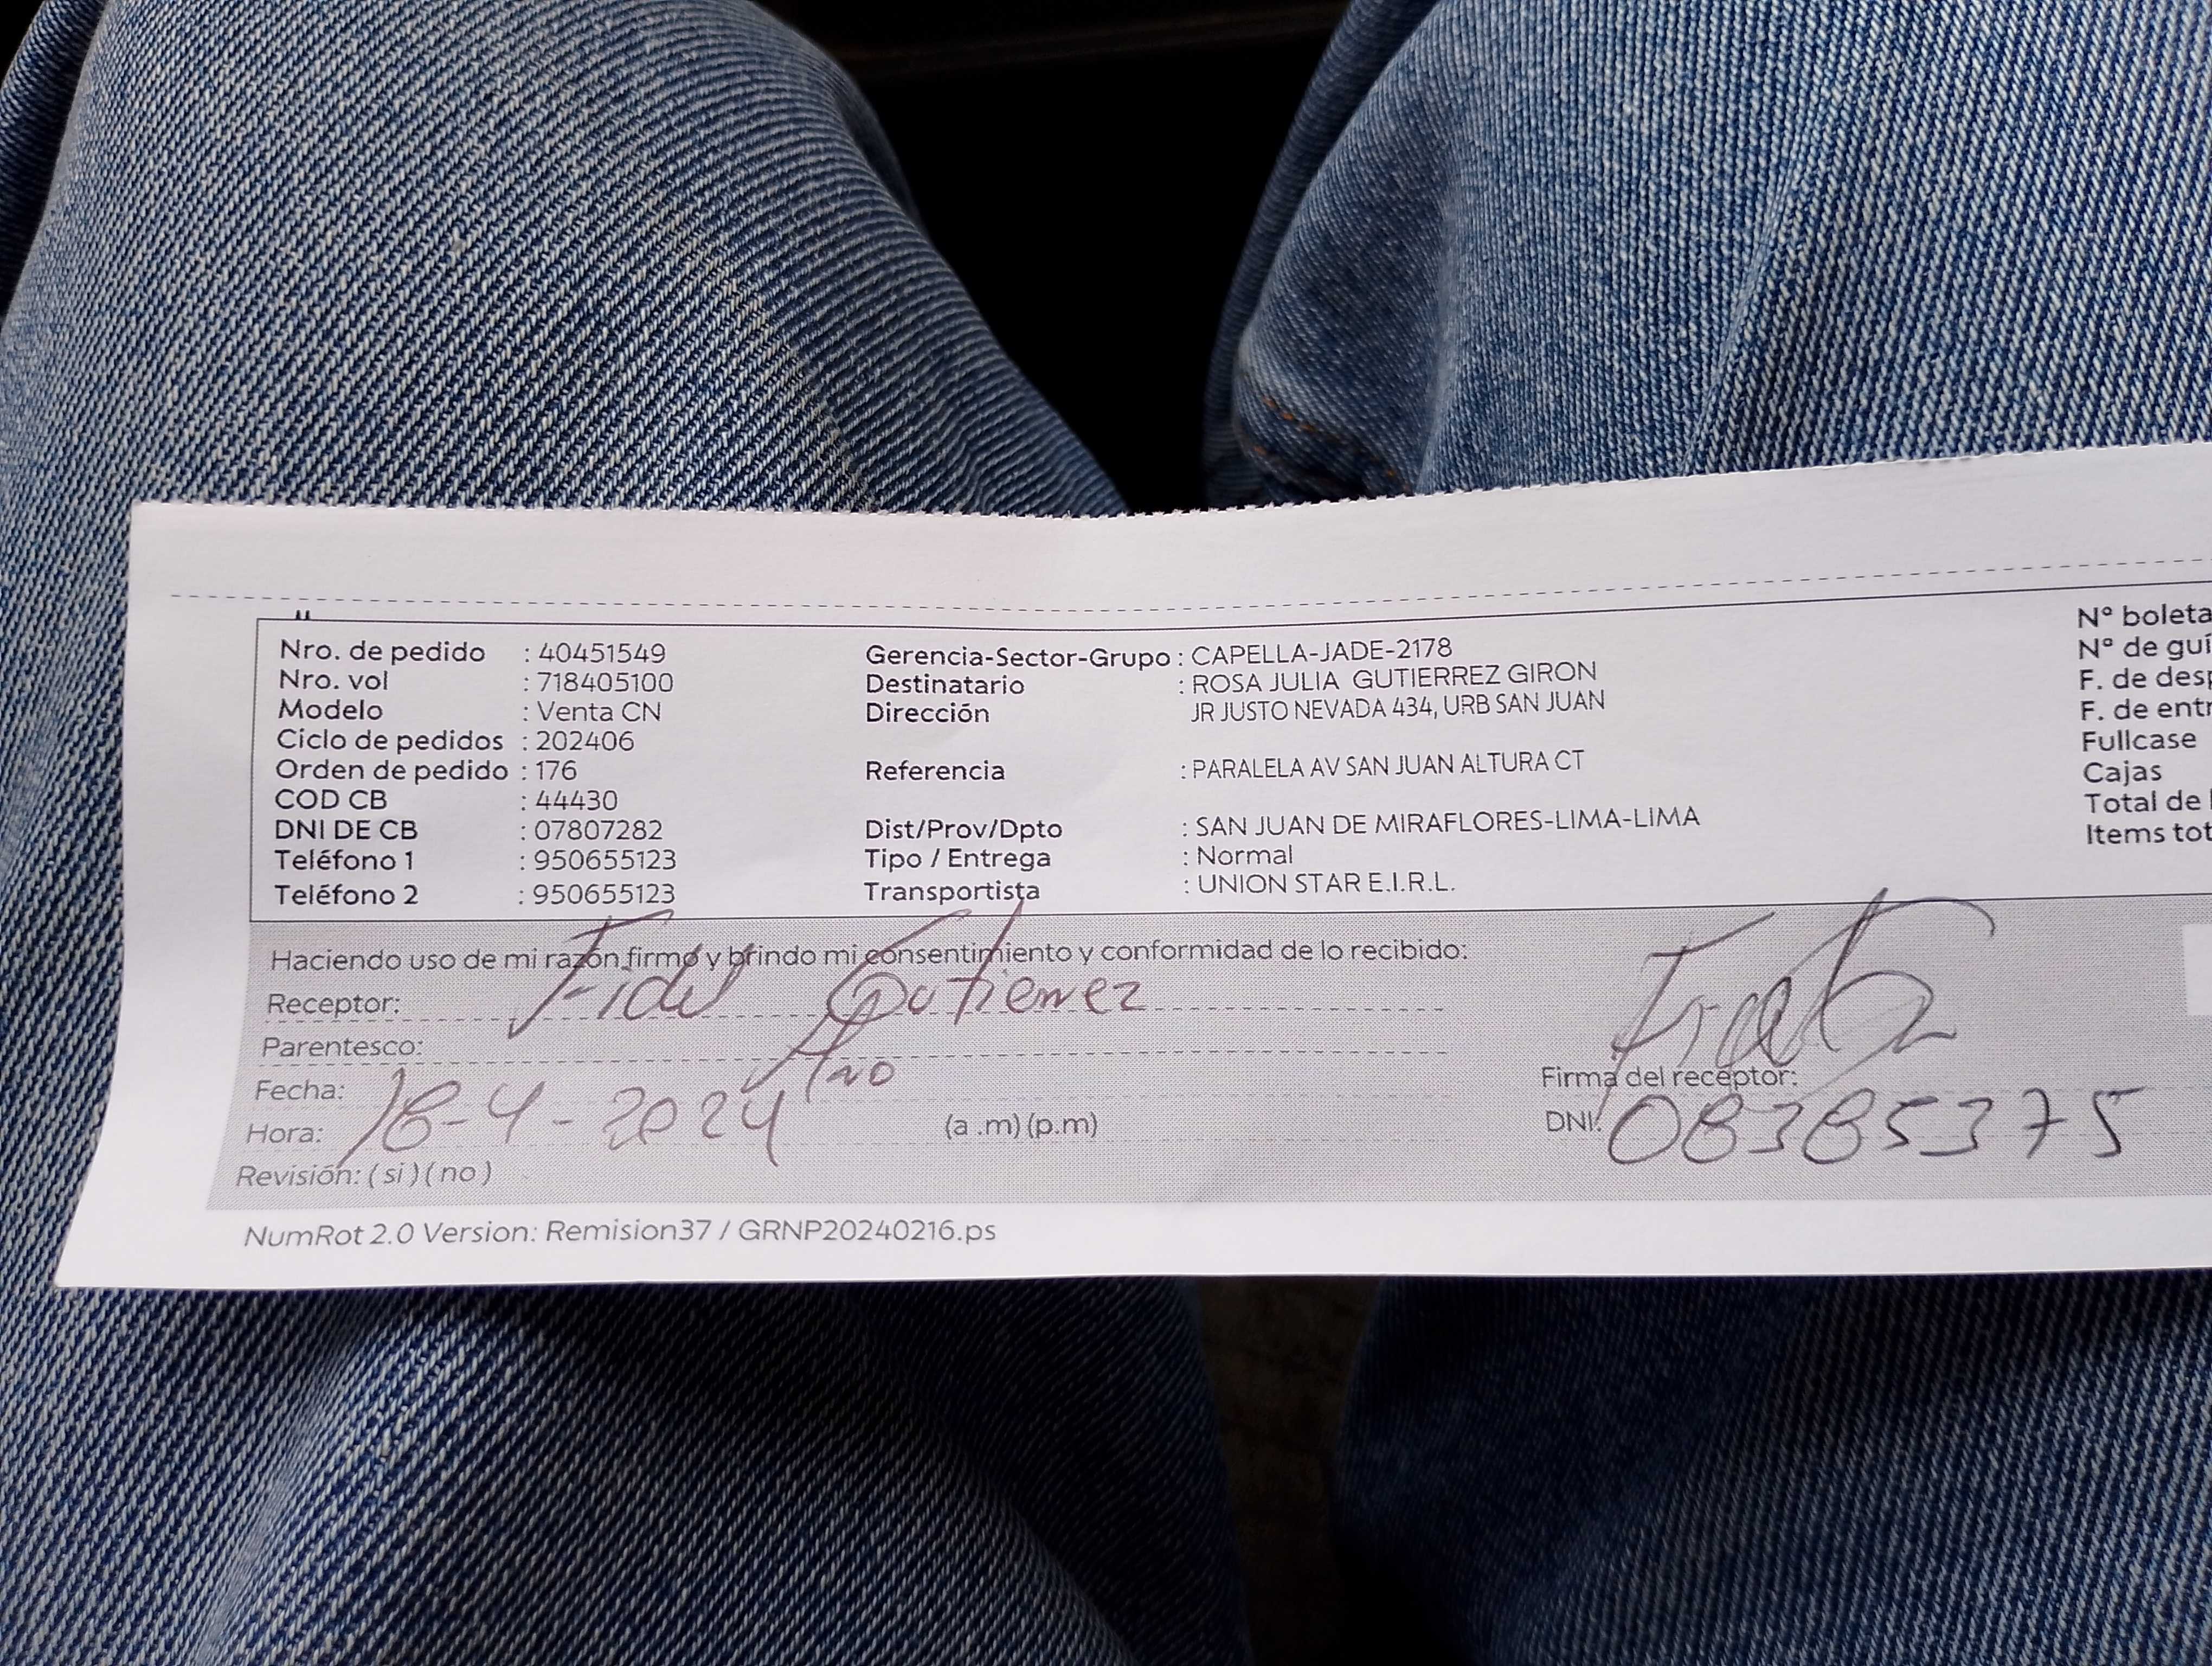 Nro. de pedido : 40451549
Nro. vol : 718405100
Modelo : Venta CN
Ciclo de pedidos : 202406
Orden de pedido : 176
COD CB : 44430
DNI DE CB : 07807282
Teléfono 1 : 950655123
Teléfono 2 : 950655123
Gerencia-Sector-Grupo : CAPELLA-JADE-2178
Destinatario : ROSA JULIA GUTIERREZ GIRON
Dirección JR JUSTO NEVADA 434, URB SAN JUAN
Referencia : PARALELA AV SAN JUAN ALTURA CT
Dist/Prov/Dpto : SAN JUAN DE MIRAFLORES-LIMA-LIMA
Tipo / Entrega : Normal
Transportista : UNION STAR E.I.R.L.
N° boleta
N° de guí
F. de desp
F. de entr
Fullcase
Cajas
Total de
Items tot
Haciendo uso de mi razón firmo y brindo mi consentimiento y conformidad de lo recibido:
Receptor: Fidel Gutierrez
Parentesco:
Fecha: 18-4-2024
Hora: (a .m) (p.m)
Revisión: ( si ) ( no )
Firma del receptor:
DNI: 08385375
NumRot 2.0 Version: Remision37 / GRNP20240216.ps